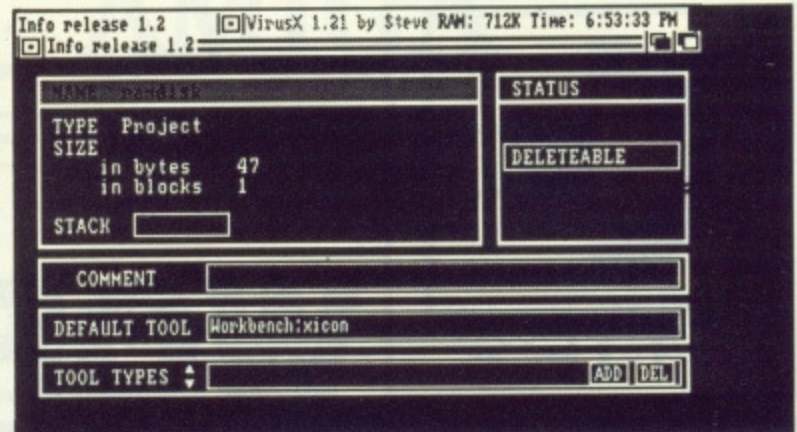 Info release 1.2
VirusX 1.21 by Steve RAM: 712K Time: 6:53:33 PM
Info release 1.2
NAME ramdisk
STATUS
TYPE Project
SIZE
in bytes 47
in blocks 1
DELETEABLE
STACK
COMMENT
DEFAULT TOOL Workbench:xicon
TOOL TYPES ADD DEL